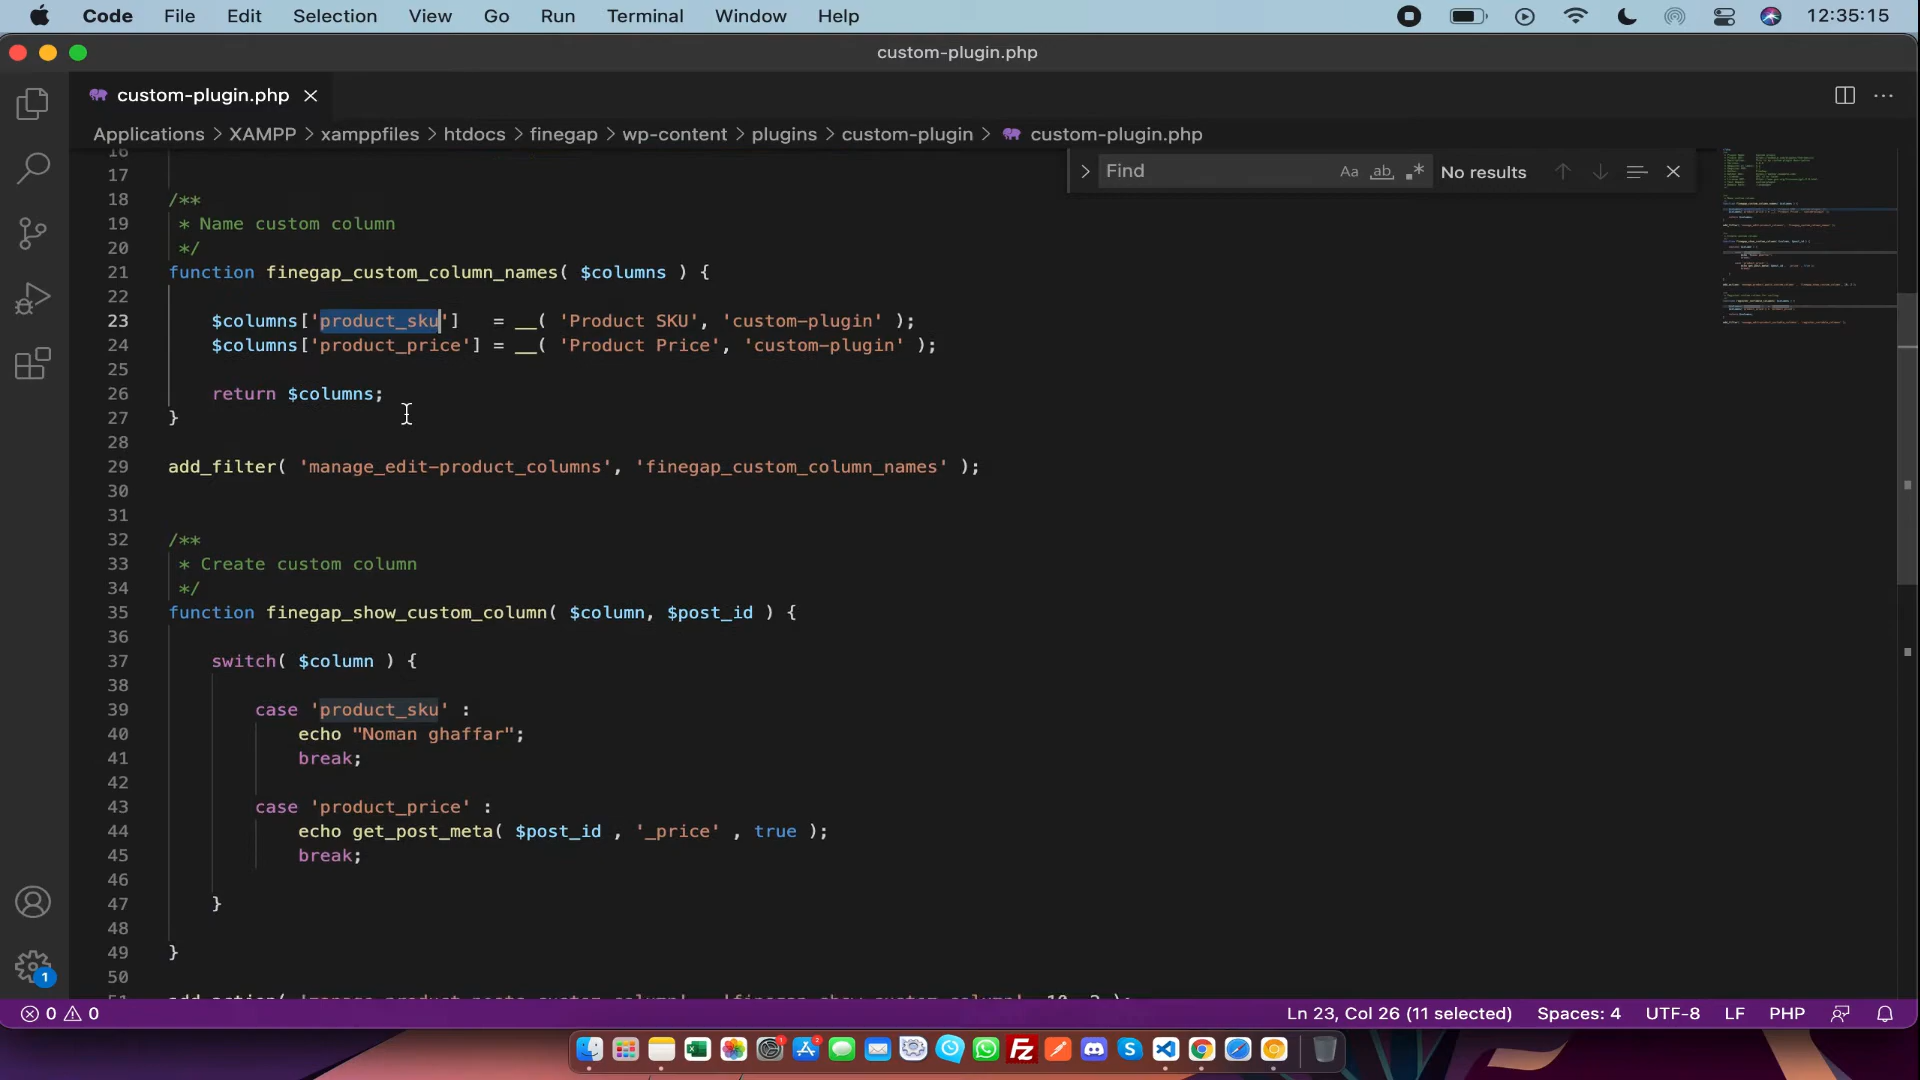 Code File Edit Selection View Go Run Terminal Window Help 12:35:15
custom-plugin.php
custom-plugin.php
Applications > XAMPP > xamppfiles > htdocs > finegap > wp-content > plugins > custom-plugin > custom-plugin.php
Find Aa ab No results
16
17
18 /**
19 * Name custom column
20 */
21 function finegap_custom_column_names( $columns ) {
22
23 $columns['product_sku'] = __( 'Product SKU', 'custom-plugin' );
24 $columns['product_price'] = __( 'Product Price', 'custom-plugin' );
25
26 return $columns;
27 }
28
29 add_filter( 'manage_edit-product_columns', 'finegap_custom_column_names' );
30
31
32 /**
33 * Create custom column
34 */
35 function finegap_show_custom_column( $column, $post_id ) {
36
37 switch( $column ) {
38
39 case 'product_sku' :
40 echo "Noman ghaffar";
41 break;
42
43 case 'product_price' :
44 echo get_post_meta( $post_id , '_price' , true );
45 break;
46
47 }
48
49 }
50
1
0 0 Ln 23, Col 26 (11 selected) Spaces: 4 UTF-8 LF PHP